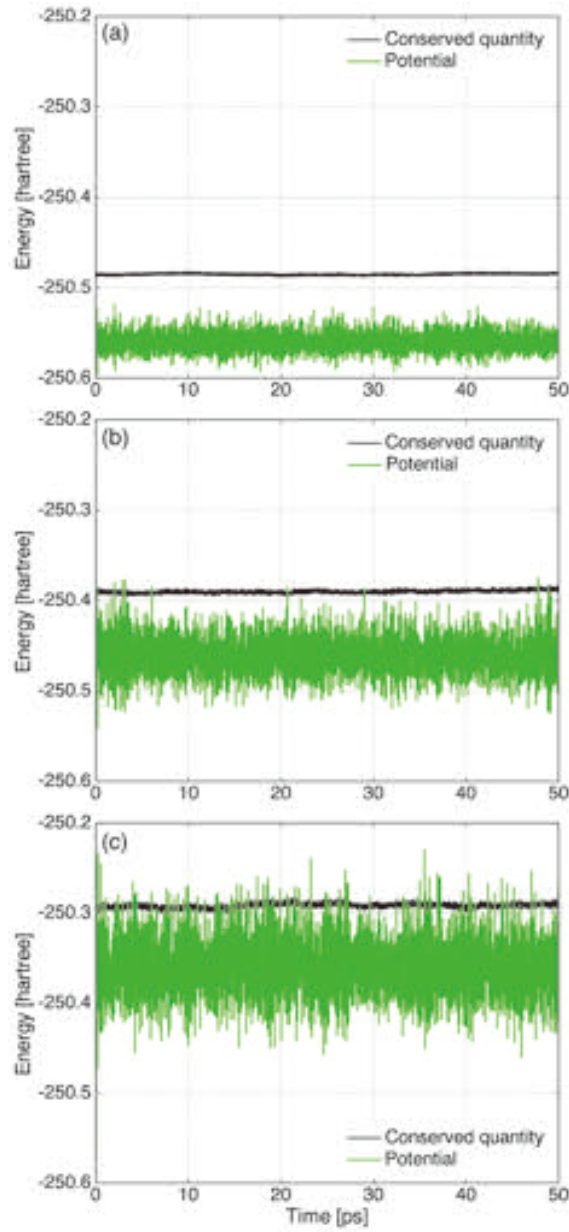 (a)
Conserved quantity
Potential
-250.2
-250.3
-250.4
-250.5
-250.6
Energy [hartree]
0 10 20 30 40 50
(b)
Conserved quantity
Potential
-250.2
-250.3
-250.4
-250.5
-250.6
Energy [hartree]
0 10 20 30 40 50
(c)
-250.2
-250.3
-250.4
-250.5
-250.6
Energy [hartree]
Conserved quantity
Potential
0 10 20 30 40 50
Time [ps]